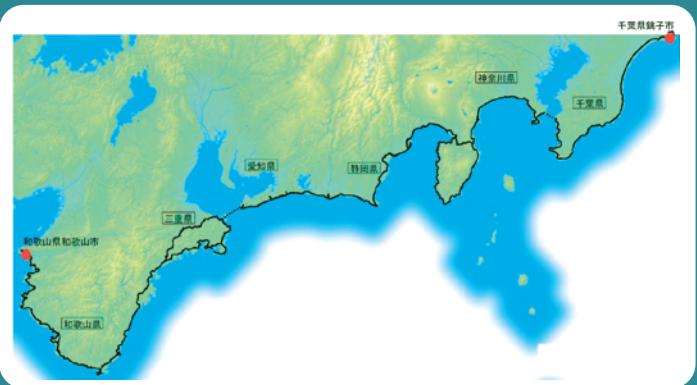 千葉県銚子市
神奈川県
千葉県
愛知県
静岡県
三重県
和歌山県和歌山市
和歌山県